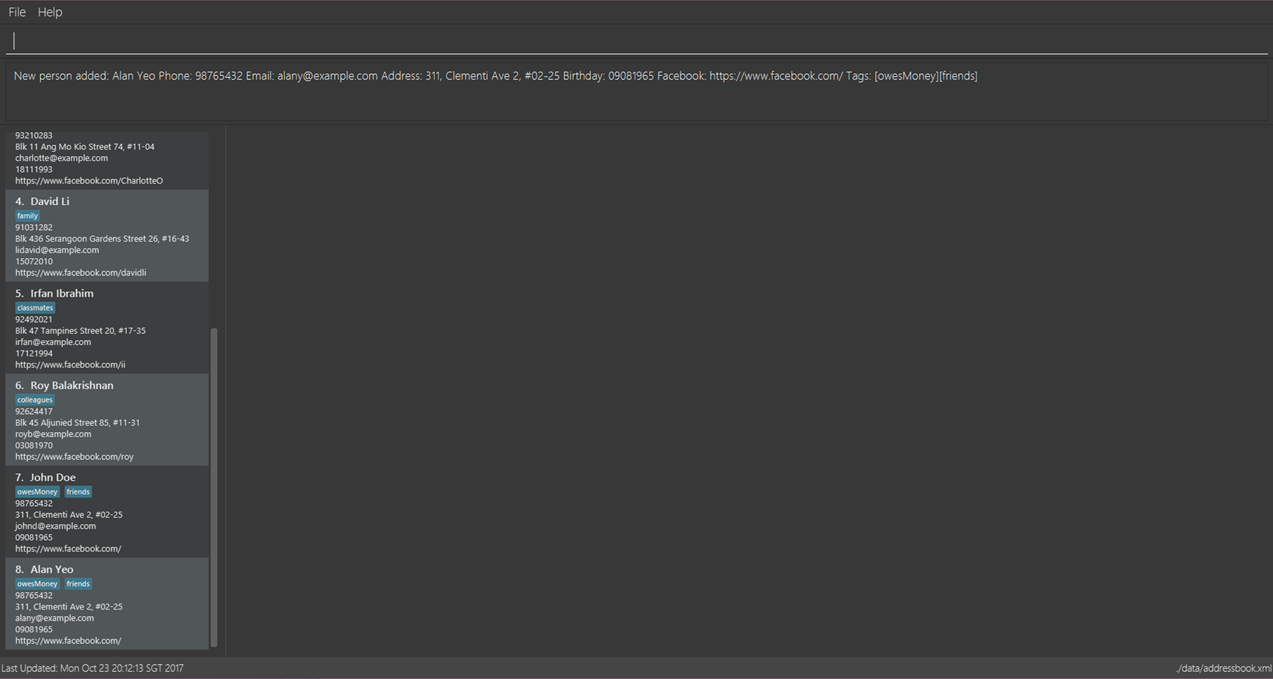 File Help
New person added: Alan Yeo Phone: 98765432 Email: alany@example.com Address: 311, Clementi Ave 2, #02-25 Birthday: 09081965 Facebook: https://www.facebook.com/ Tags: [owesMoney][friends]
93210283
Blk 11 Ang Mo Kio Street 74, #11-04
charlotte@example.com
18111993
https://www.facebook.com/CharlotteO
4. David Li
family
91031282
Blk 436 Serangoon Gardens Street 26, #16-43
lidavid@example.com
15072010
https://www.facebook.com/davidli
5. Irfan Ibrahim
classmates
92492021
Blk 47 Tampines Street 20, #17-35
irfan@example.com
17121994
https://www.facebook.com/ii
6. Roy Balakrishnan
colleagues
92624417
Blk 45 Aljunied Street 85, #11-31
royb@example.com
03081970
https://www.facebook.com/roy
7. John Doe
owesMoney friends
98765432
311, Clementi Ave 2, #02-25
johnd@example.com
09081965
https://www.facebook.com/
8. Alan Yeo
owesMoney friends
98765432
311, Clementi Ave 2, #02-25
alany@example.com
09081965
https://www.facebook.com/
Last Updated: Mon Oct 23 20:12:13 SGT 2017 ./data/addressbook.xml